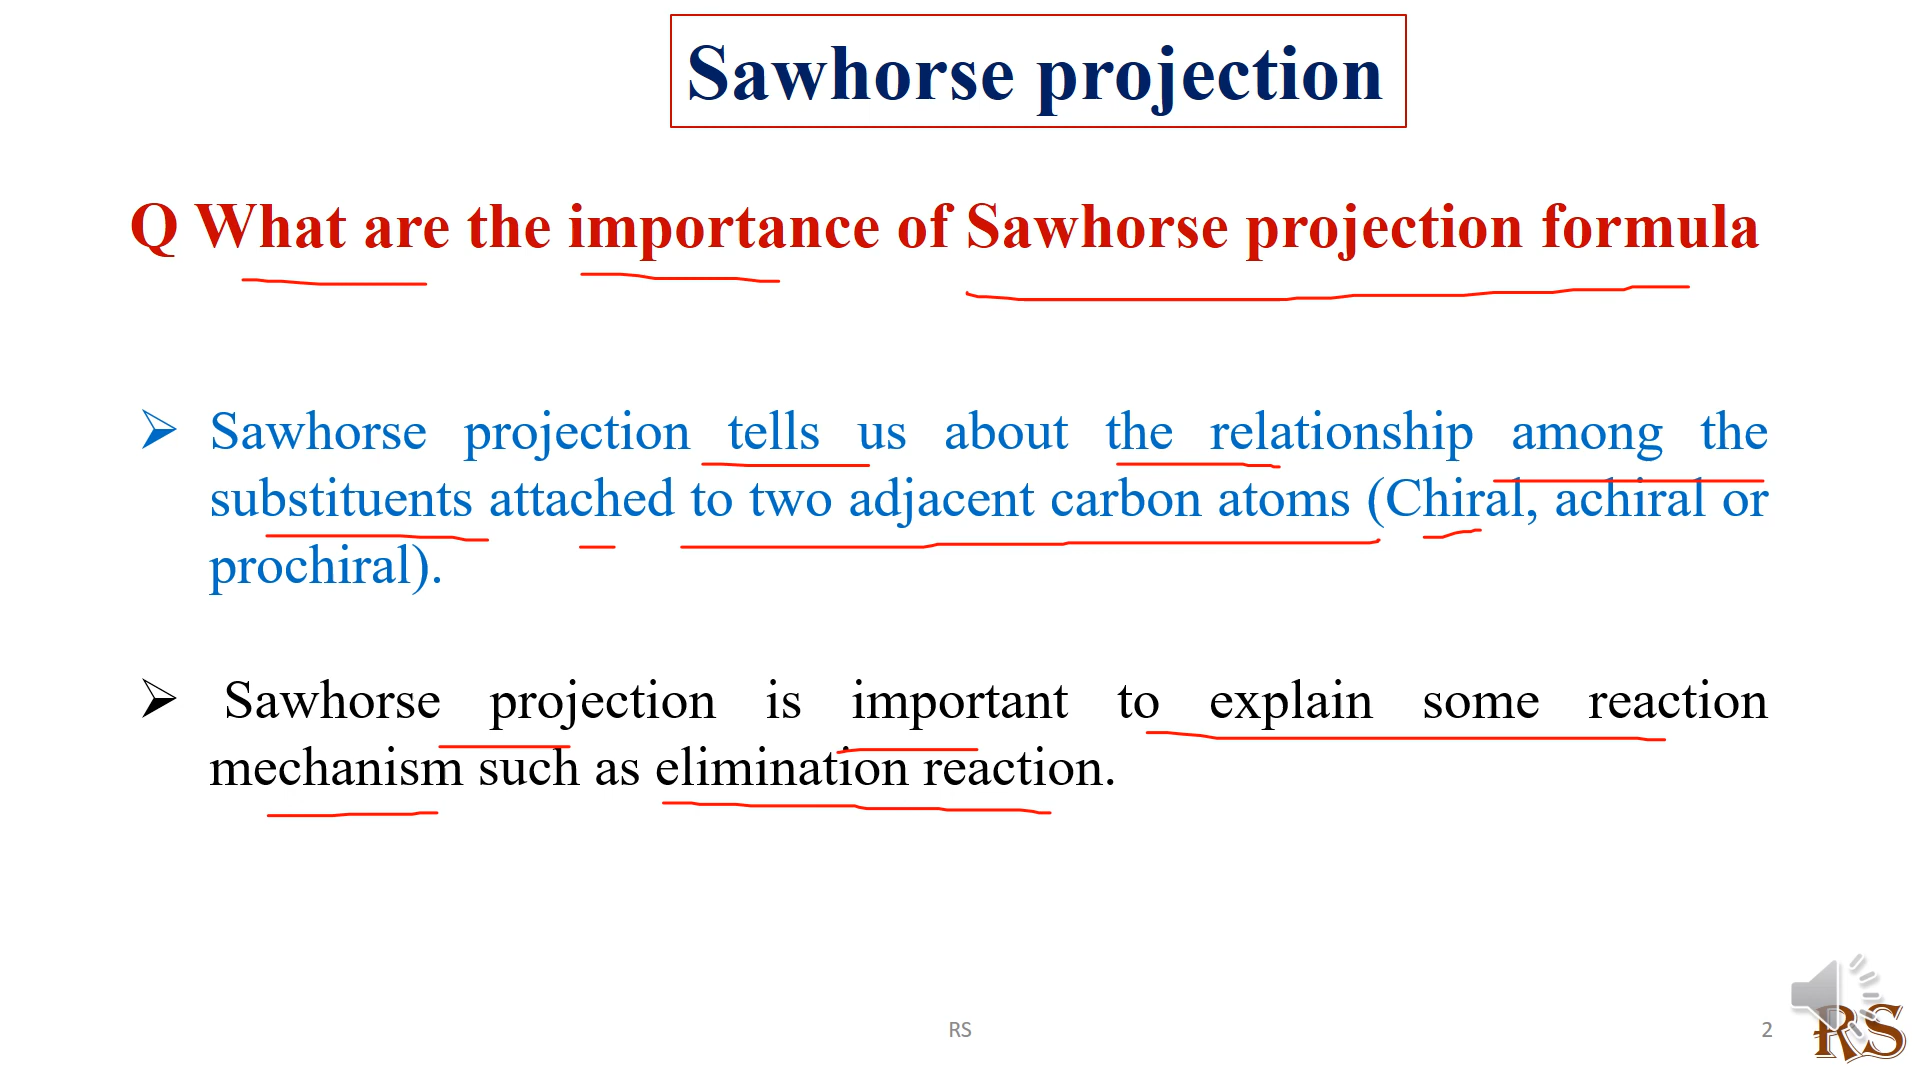 Sawhorse projection
Q What are the importance of Sawhorse projection formula
➢ Sawhorse projection tells us about the relationship among the
substituents attached to two adjacent carbon atoms (Chiral, achiral or
prochiral).
➢ Sawhorse projection is important to explain some reaction
mechanism such as elimination reaction.
RS
2
RS